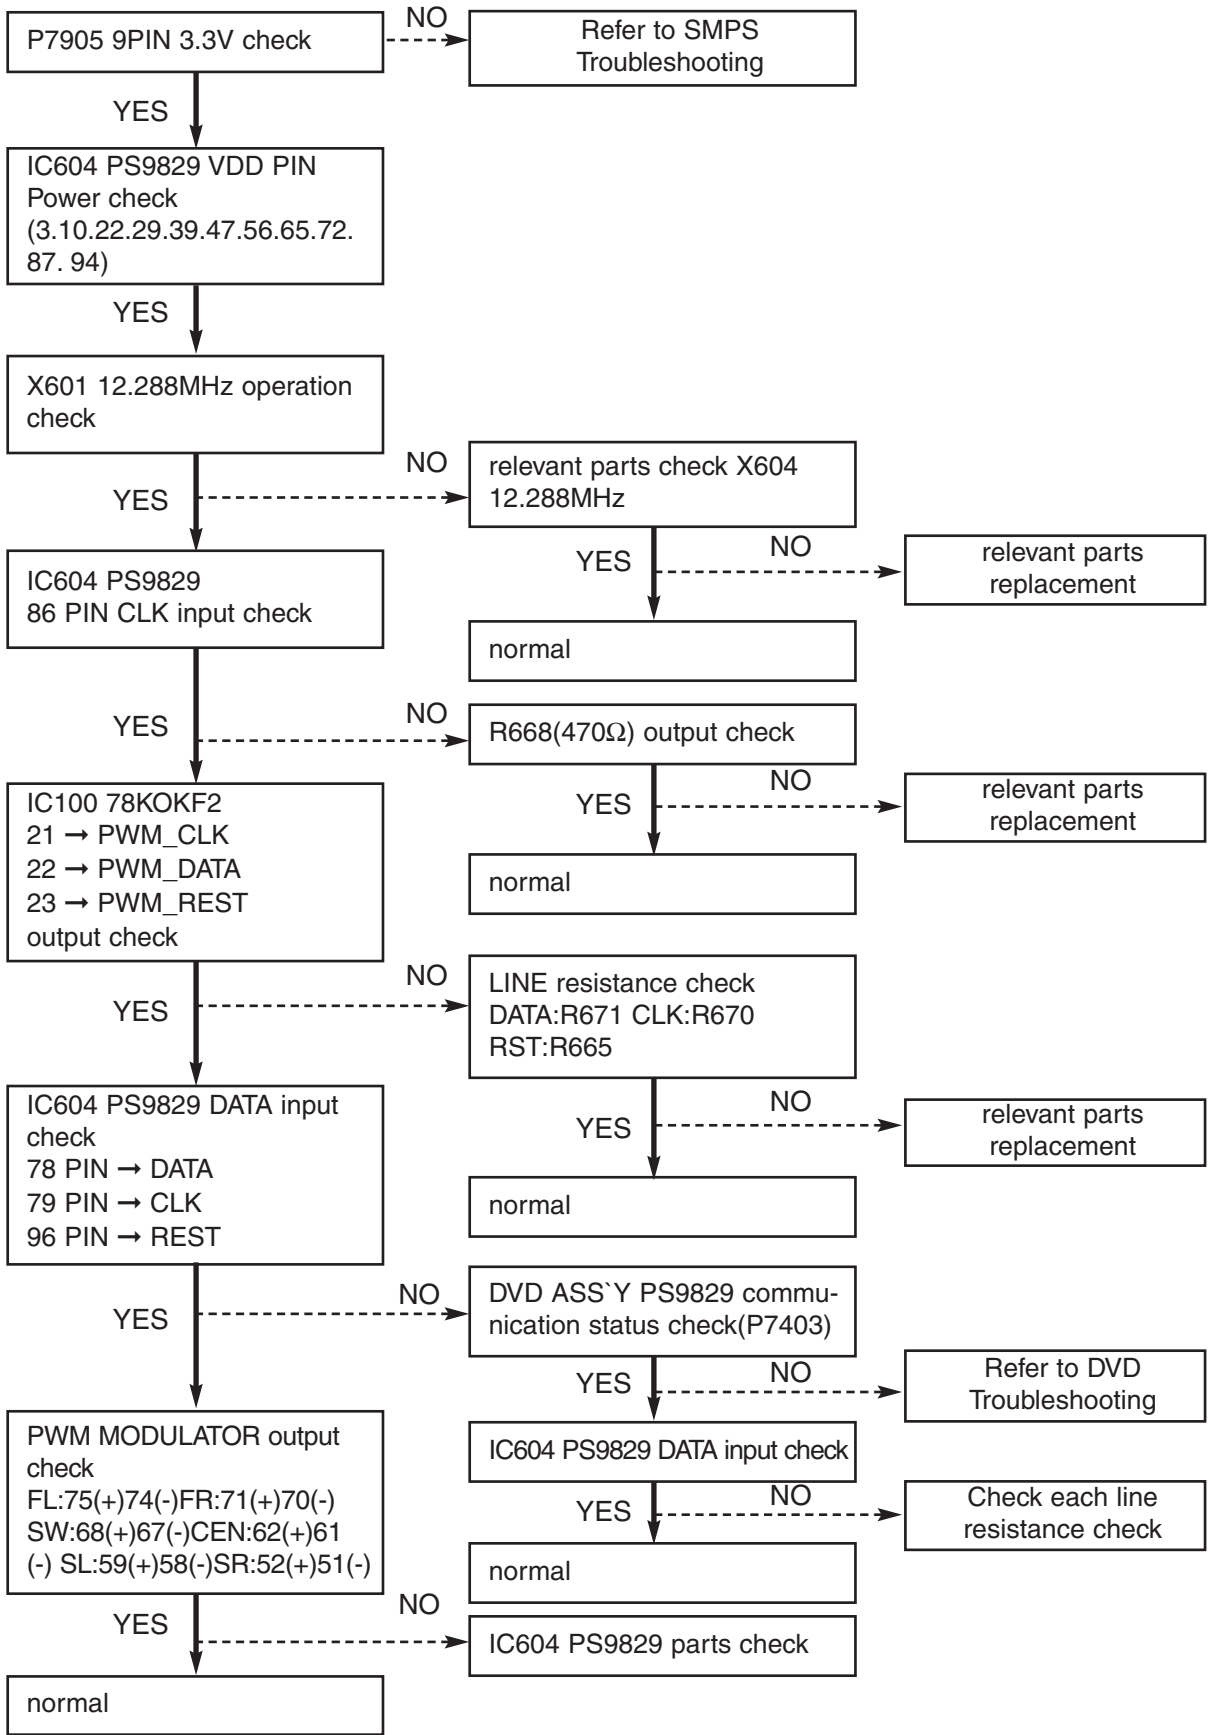 P7905 9PIN 3.3V check
NO
Refer to SMPS
Troubleshooting
YES
IC604 PS9829 VDD PIN
Power check
(3.10.22.29.39.47.56.65.72.
87. 94)
YES
X601 12.288MHz operation
check
NO
relevant parts check X604
12.288MHz
YES
YES
NO
relevant parts
replacement
IC604 PS9829
86 PIN CLK input check
normal
YES
NO
R668(470Ω) output check
YES
NO
relevant parts
replacement
IC100 78KOKF2
21 → PWM_CLK
22 → PWM_DATA
23 → PWM_REST
output check
normal
YES
NO
LINE resistance check
DATA:R671 CLK:R670
RST:R665
YES
NO
relevant parts
replacement
IC604 PS9829 DATA input
check
78 PIN → DATA
79 PIN → CLK
96 PIN → REST
normal
YES
NO
DVD ASS`Y PS9829 commu-
nication status check(P7403)
YES
NO
Refer to DVD
Troubleshooting
PWM MODULATOR output
check
FL:75(+)74(-)FR:71(+)70(-)
SW:68(+)67(-)CEN:62(+)61
(-) SL:59(+)58(-)SR:52(+)51(-)
IC604 PS9829 DATA input check
YES
NO
Check each line
resistance check
normal
YES
NO
IC604 PS9829 parts check
normal